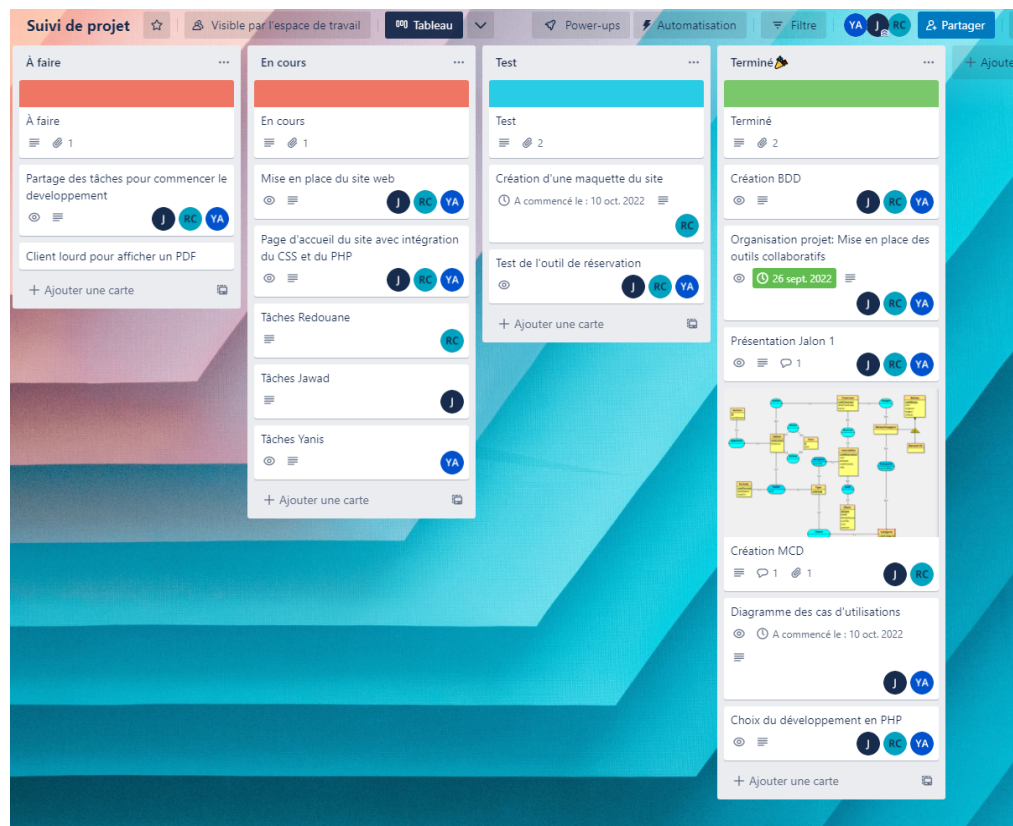 Suivi de projet
Visible par l'espace de travail
Tableau
Power-ups
Automatisation
Filtre
YA
J
RC
Partager
À faire
À faire
1
Partage des tâches pour commencer le
developpement
J
RC
YA
Client lourd pour afficher un PDF
+ Ajouter une carte
En cours
En cours
1
Mise en place du site web
J
RC
YA
Page d'accueil du site avec intégration
du CSS et du PHP
J
RC
YA
Tâches Redouane
RC
Tâches Jawad
J
Tâches Yanis
YA
+ Ajouter une carte
Test
Test
2
Création d'une maquette du site
A commencé le : 10 oct. 2022
RC
Test de l'outil de réservation
J
RC
YA
+ Ajouter une carte
Terminé
Terminé
2
Création BDD
J
RC
YA
Organisation projet: Mise en place des
outils collaboratifs
26 sept. 2022
J
RC
YA
Présentation Jalon 1
1
J
RC
YA
Création MCD
1
1
J
RC
Diagramme des cas d'utilisations
A commencé le : 10 oct. 2022
J
YA
Choix du développement en PHP
J
RC
YA
+ Ajouter une carte
+ Ajoute